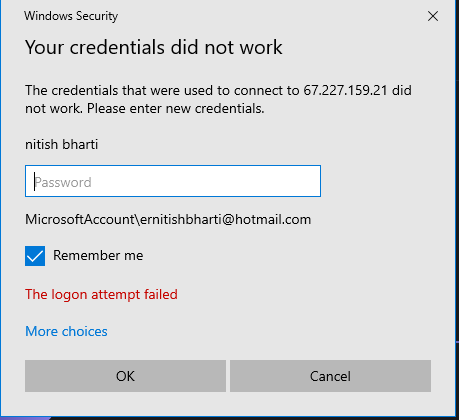 Windows Security
Your credentials did not work
The credentials that were used to connect to 67.227.159.21 did
not work. Please enter new credentials.
nitish bharti
Password
MicrosoftAccount\ernitishbharti@hotmail.com
Remember me
The logon attempt failed
More choices
OK
Cancel